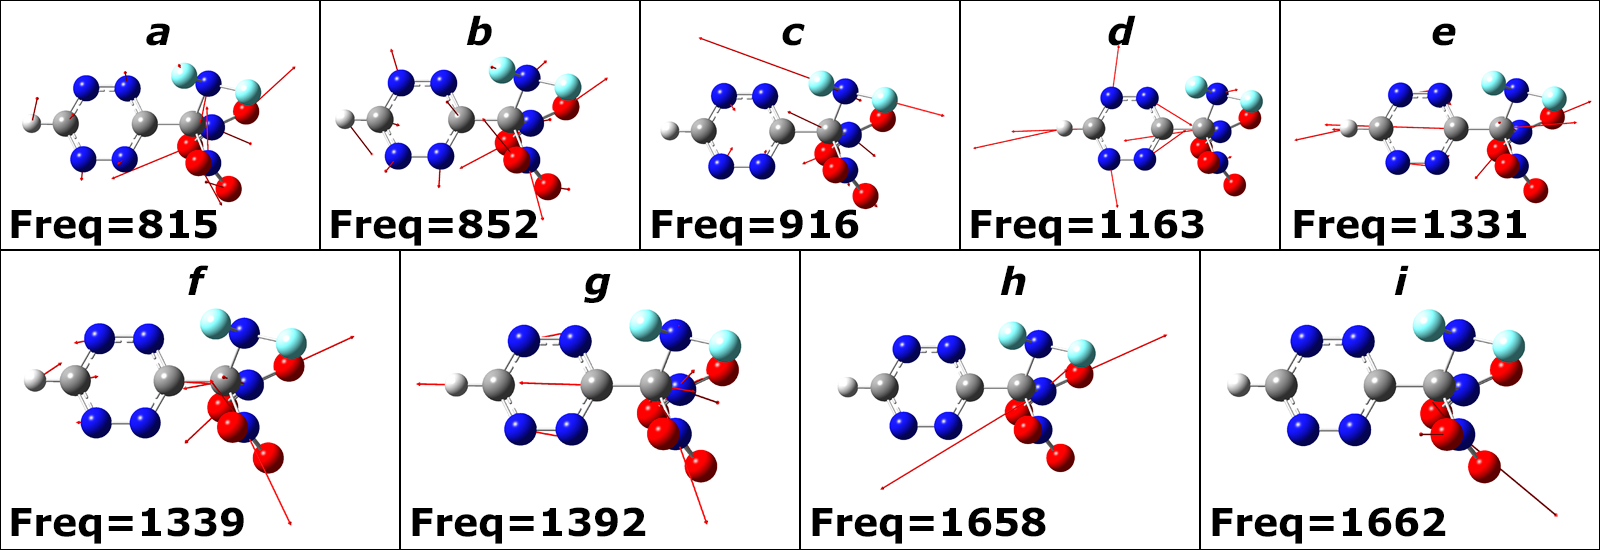 a
b
c
d
e
Freq=815
Freq=852
Freq=916
Freq=1163
Freq=1331
f
g
h
i
Freq=1339
Freq=1392
Freq=1658
Freq=1662